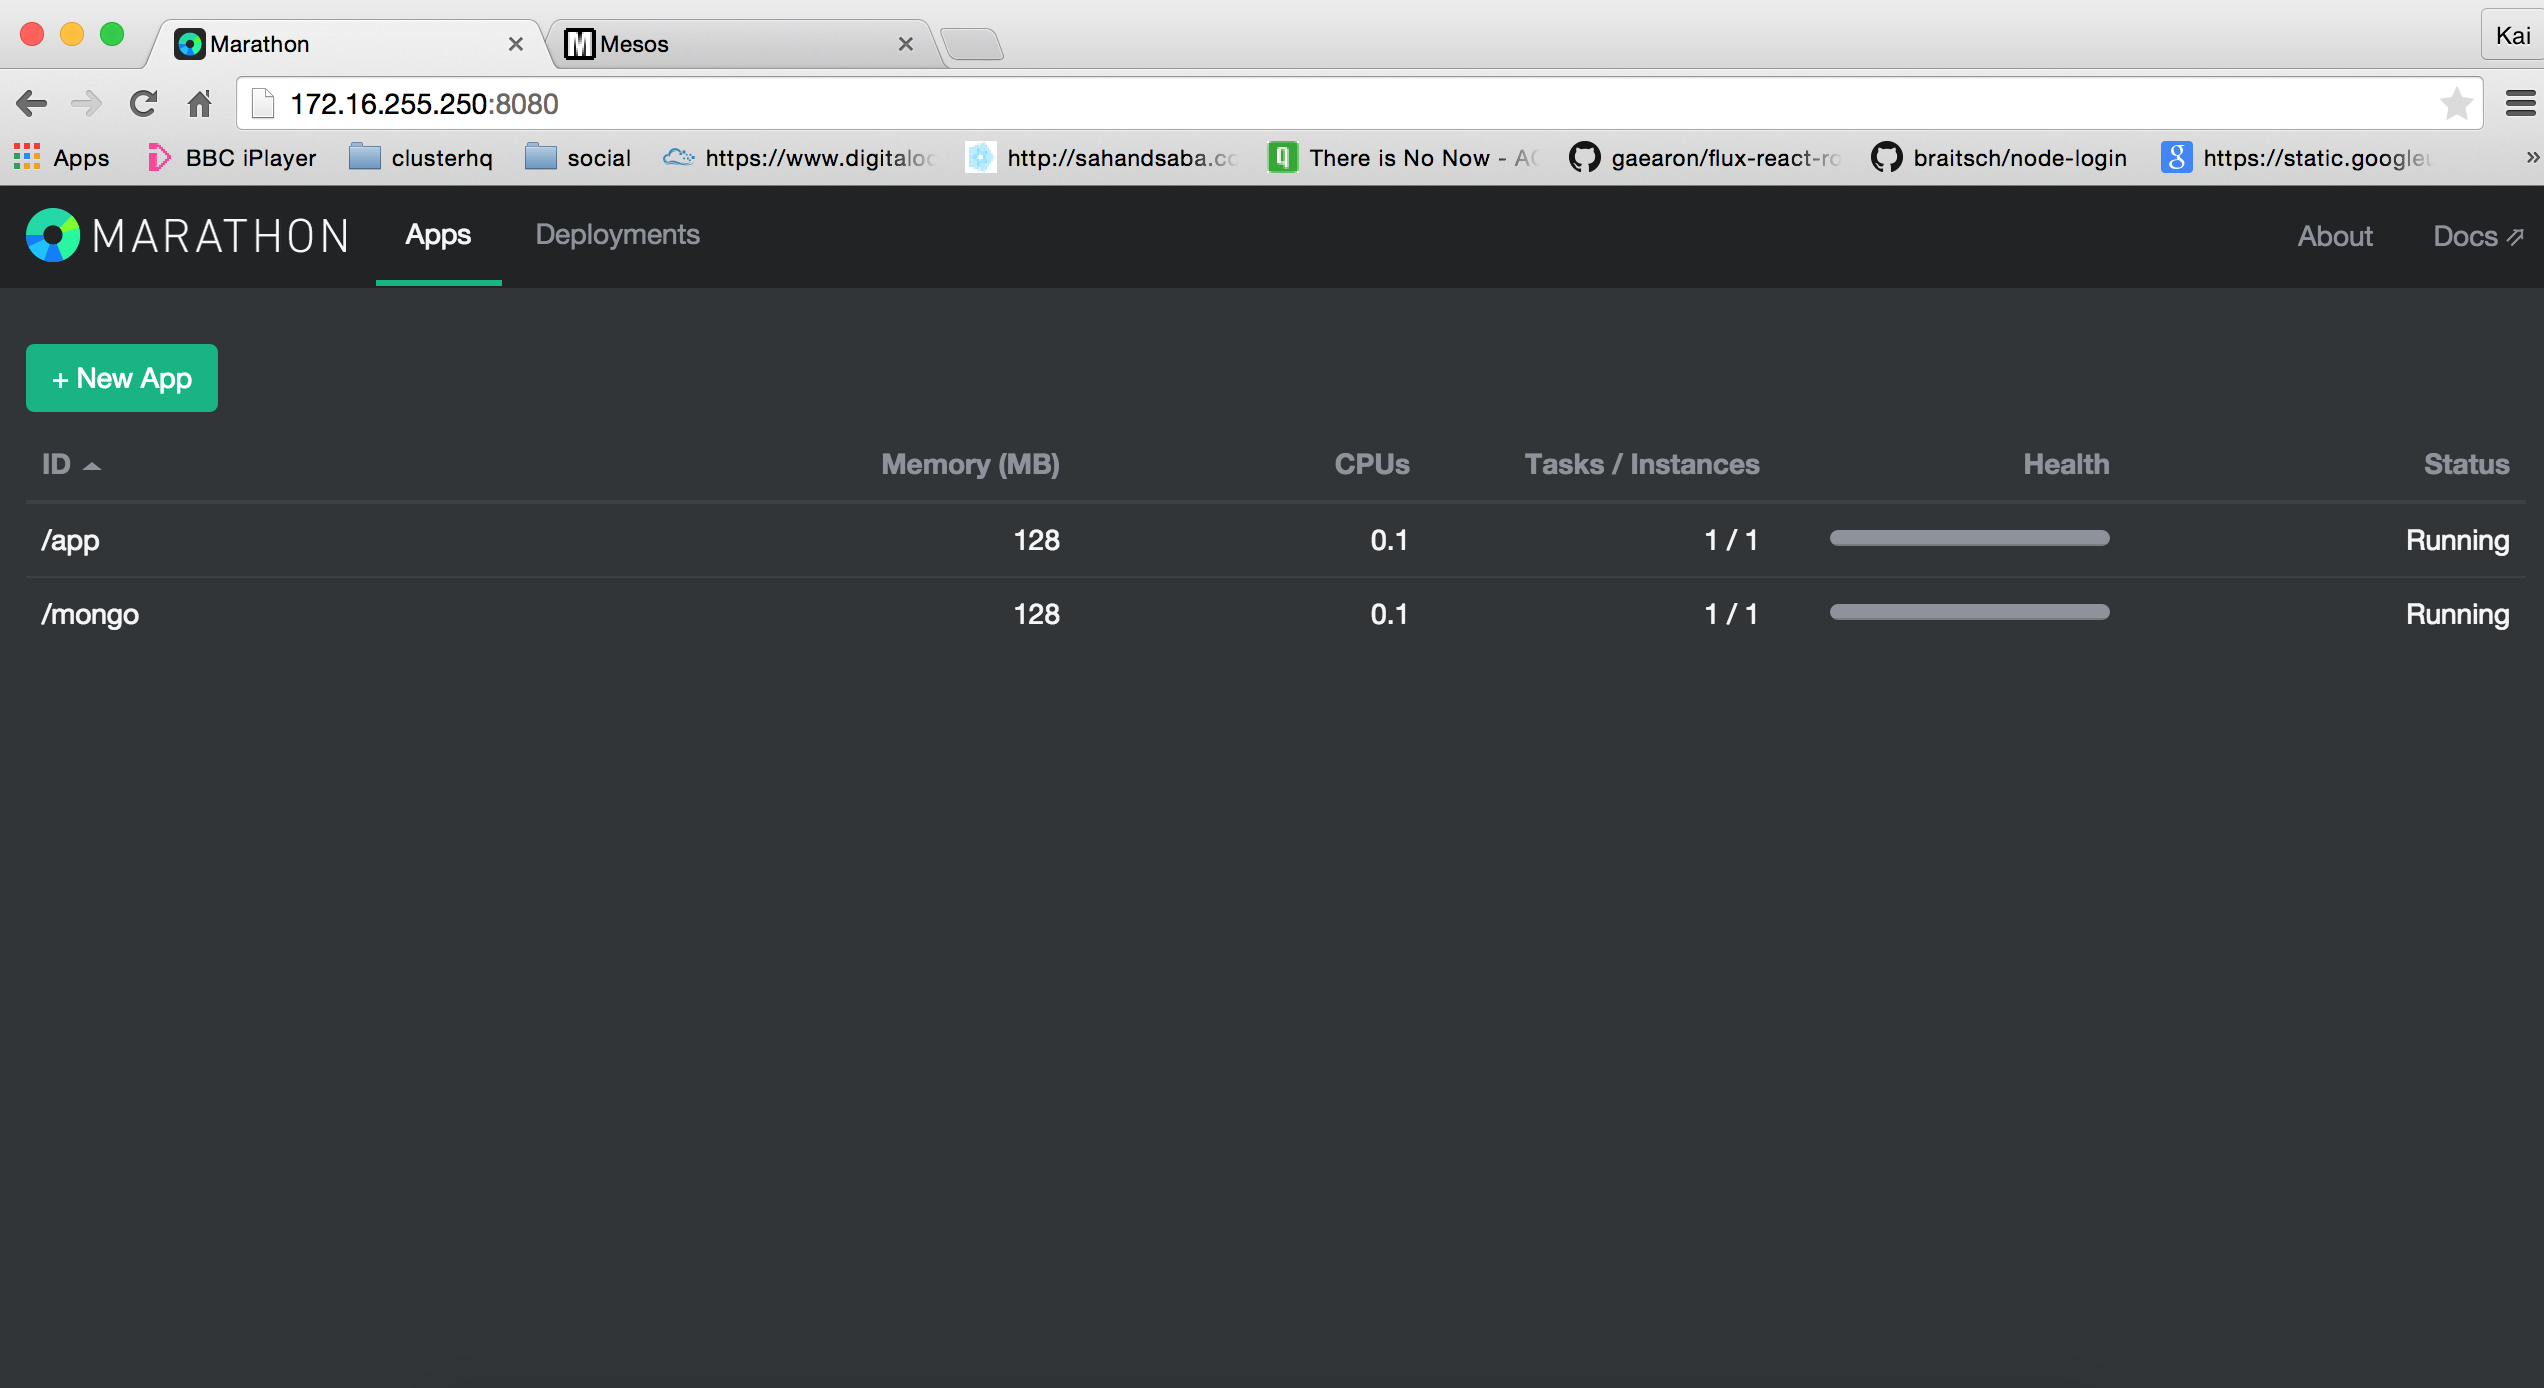 Marathon
Mesos
Kai
172.16.255.250:8080
Apps BBC iPlayer clusterhq social https://www.digitaloc http://sahandsaba.co There is No Now - AC gaearon/flux-react-ro braitsch/node-login https://static.googleu »
MARATHON Apps Deployments About Docs
+ New App
ID Memory (MB) CPUs Tasks / Instances Health Status
/app 128 0.1 1 / 1 Running
/mongo 128 0.1 1 / 1 Running